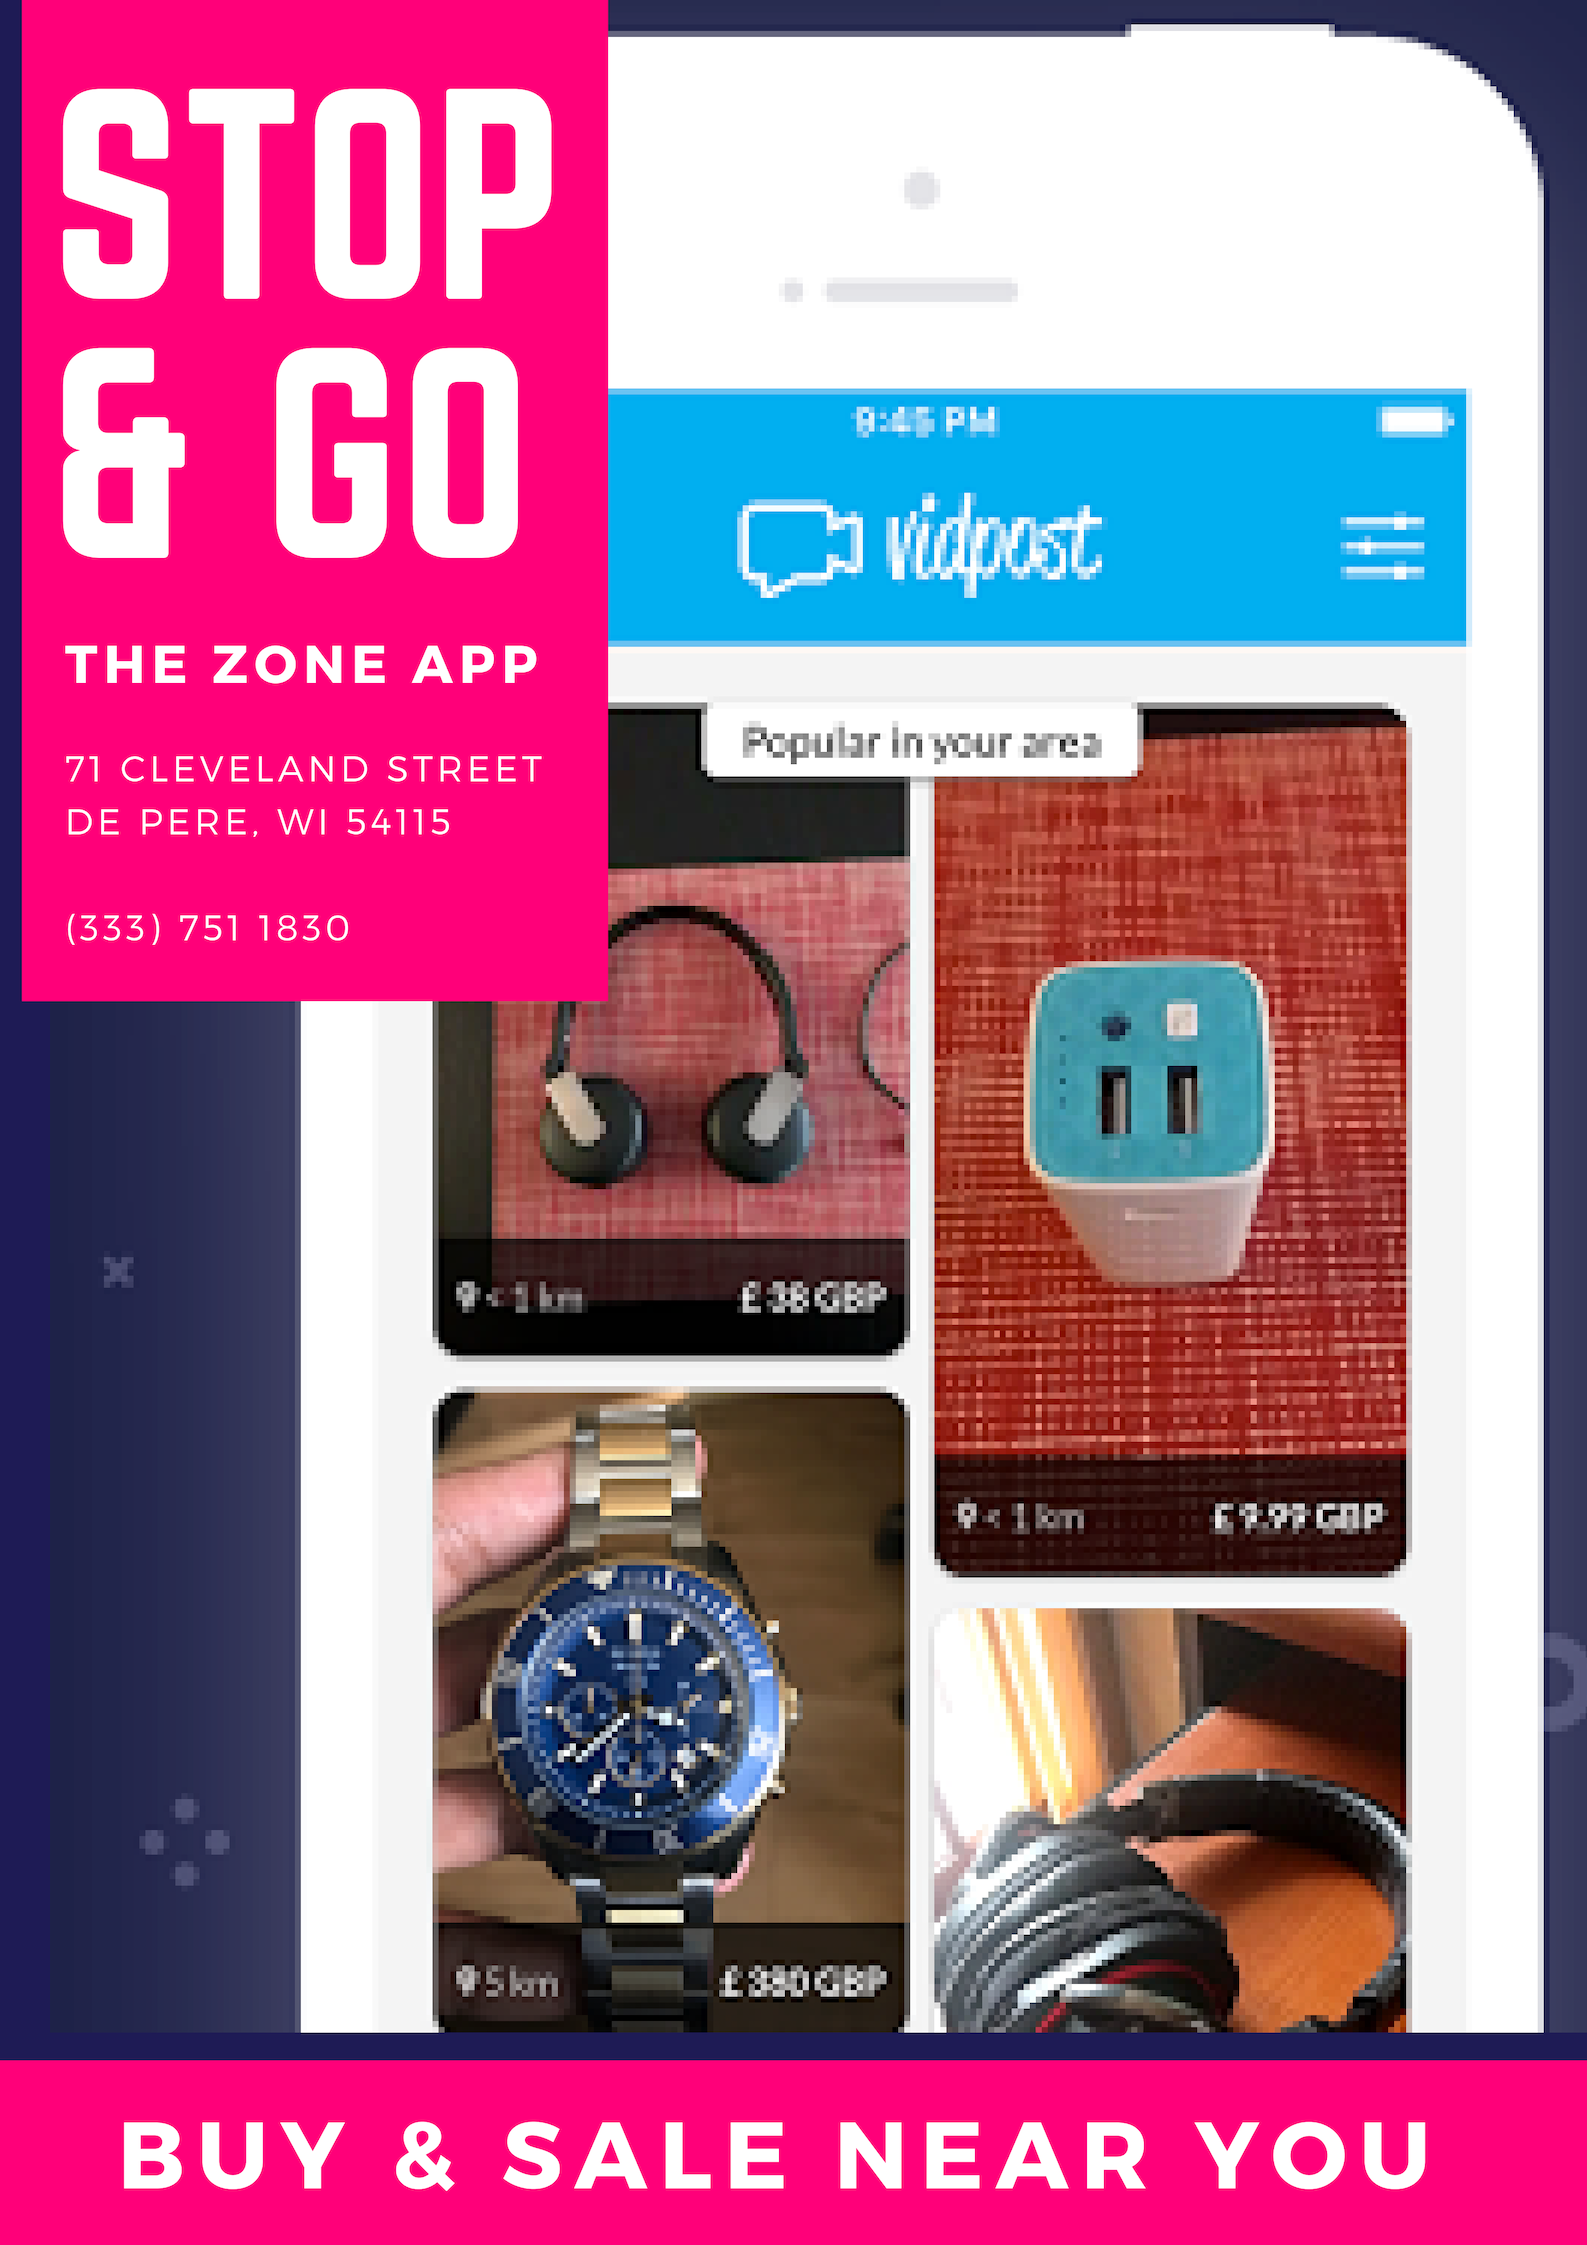 STOP
& GO
THE ZONE APP
71 CLEVELAND STREET
DE PERE, WI 54115
(333) 751 1830
9:45 PM
vidpost
Popular in your area
< 1 km £ 38 GBP
< 1 km £ 9.99 GBP
5 km £ 380 GBP
BUY & SALE NEAR YOU